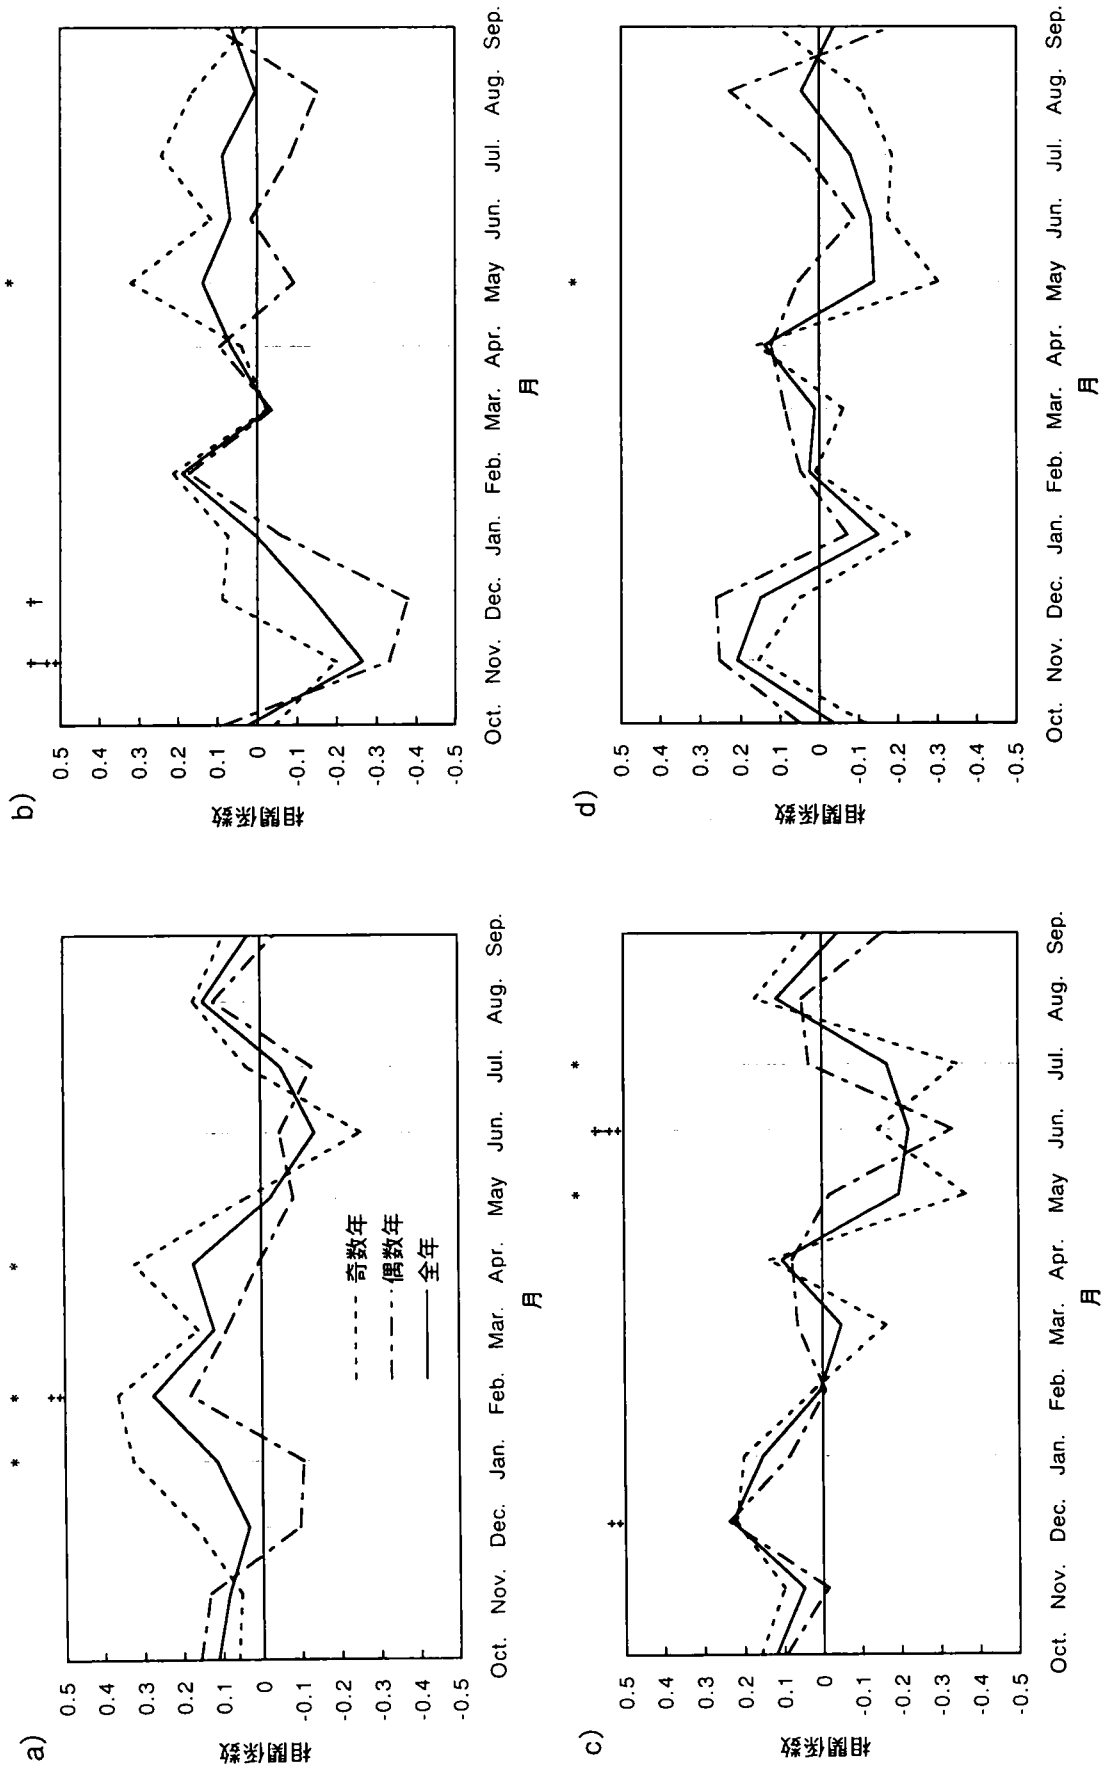 a)
* * *
‡
相関係数
0.5
0.4
0.3
0.2
0.1
0
-0.1
-0.2
-0.3
-0.4
-0.5
奇数年
偶数年
全年
Oct. Nov. Dec. Jan. Feb. Mar. Apr. May Jun. Jul. Aug. Sep.
月
b)
*
† †
‡
相関係数
0.5
0.4
0.3
0.2
0.1
0
-0.1
-0.2
-0.3
-0.4
-0.5
Oct. Nov. Dec. Jan. Feb. Mar. Apr. May Jun. Jul. Aug. Sep.
月
c)
* *
†
‡ ‡
相関係数
0.5
0.4
0.3
0.2
0.1
0
-0.1
-0.2
-0.3
-0.4
-0.5
Oct. Nov. Dec. Jan. Feb. Mar. Apr. May Jun. Jul. Aug. Sep.
月
d)
*
相関係数
0.5
0.4
0.3
0.2
0.1
0
-0.1
-0.2
-0.3
-0.4
-0.5
Oct. Nov. Dec. Jan. Feb. Mar. Apr. May Jun. Jul. Aug. Sep.
月